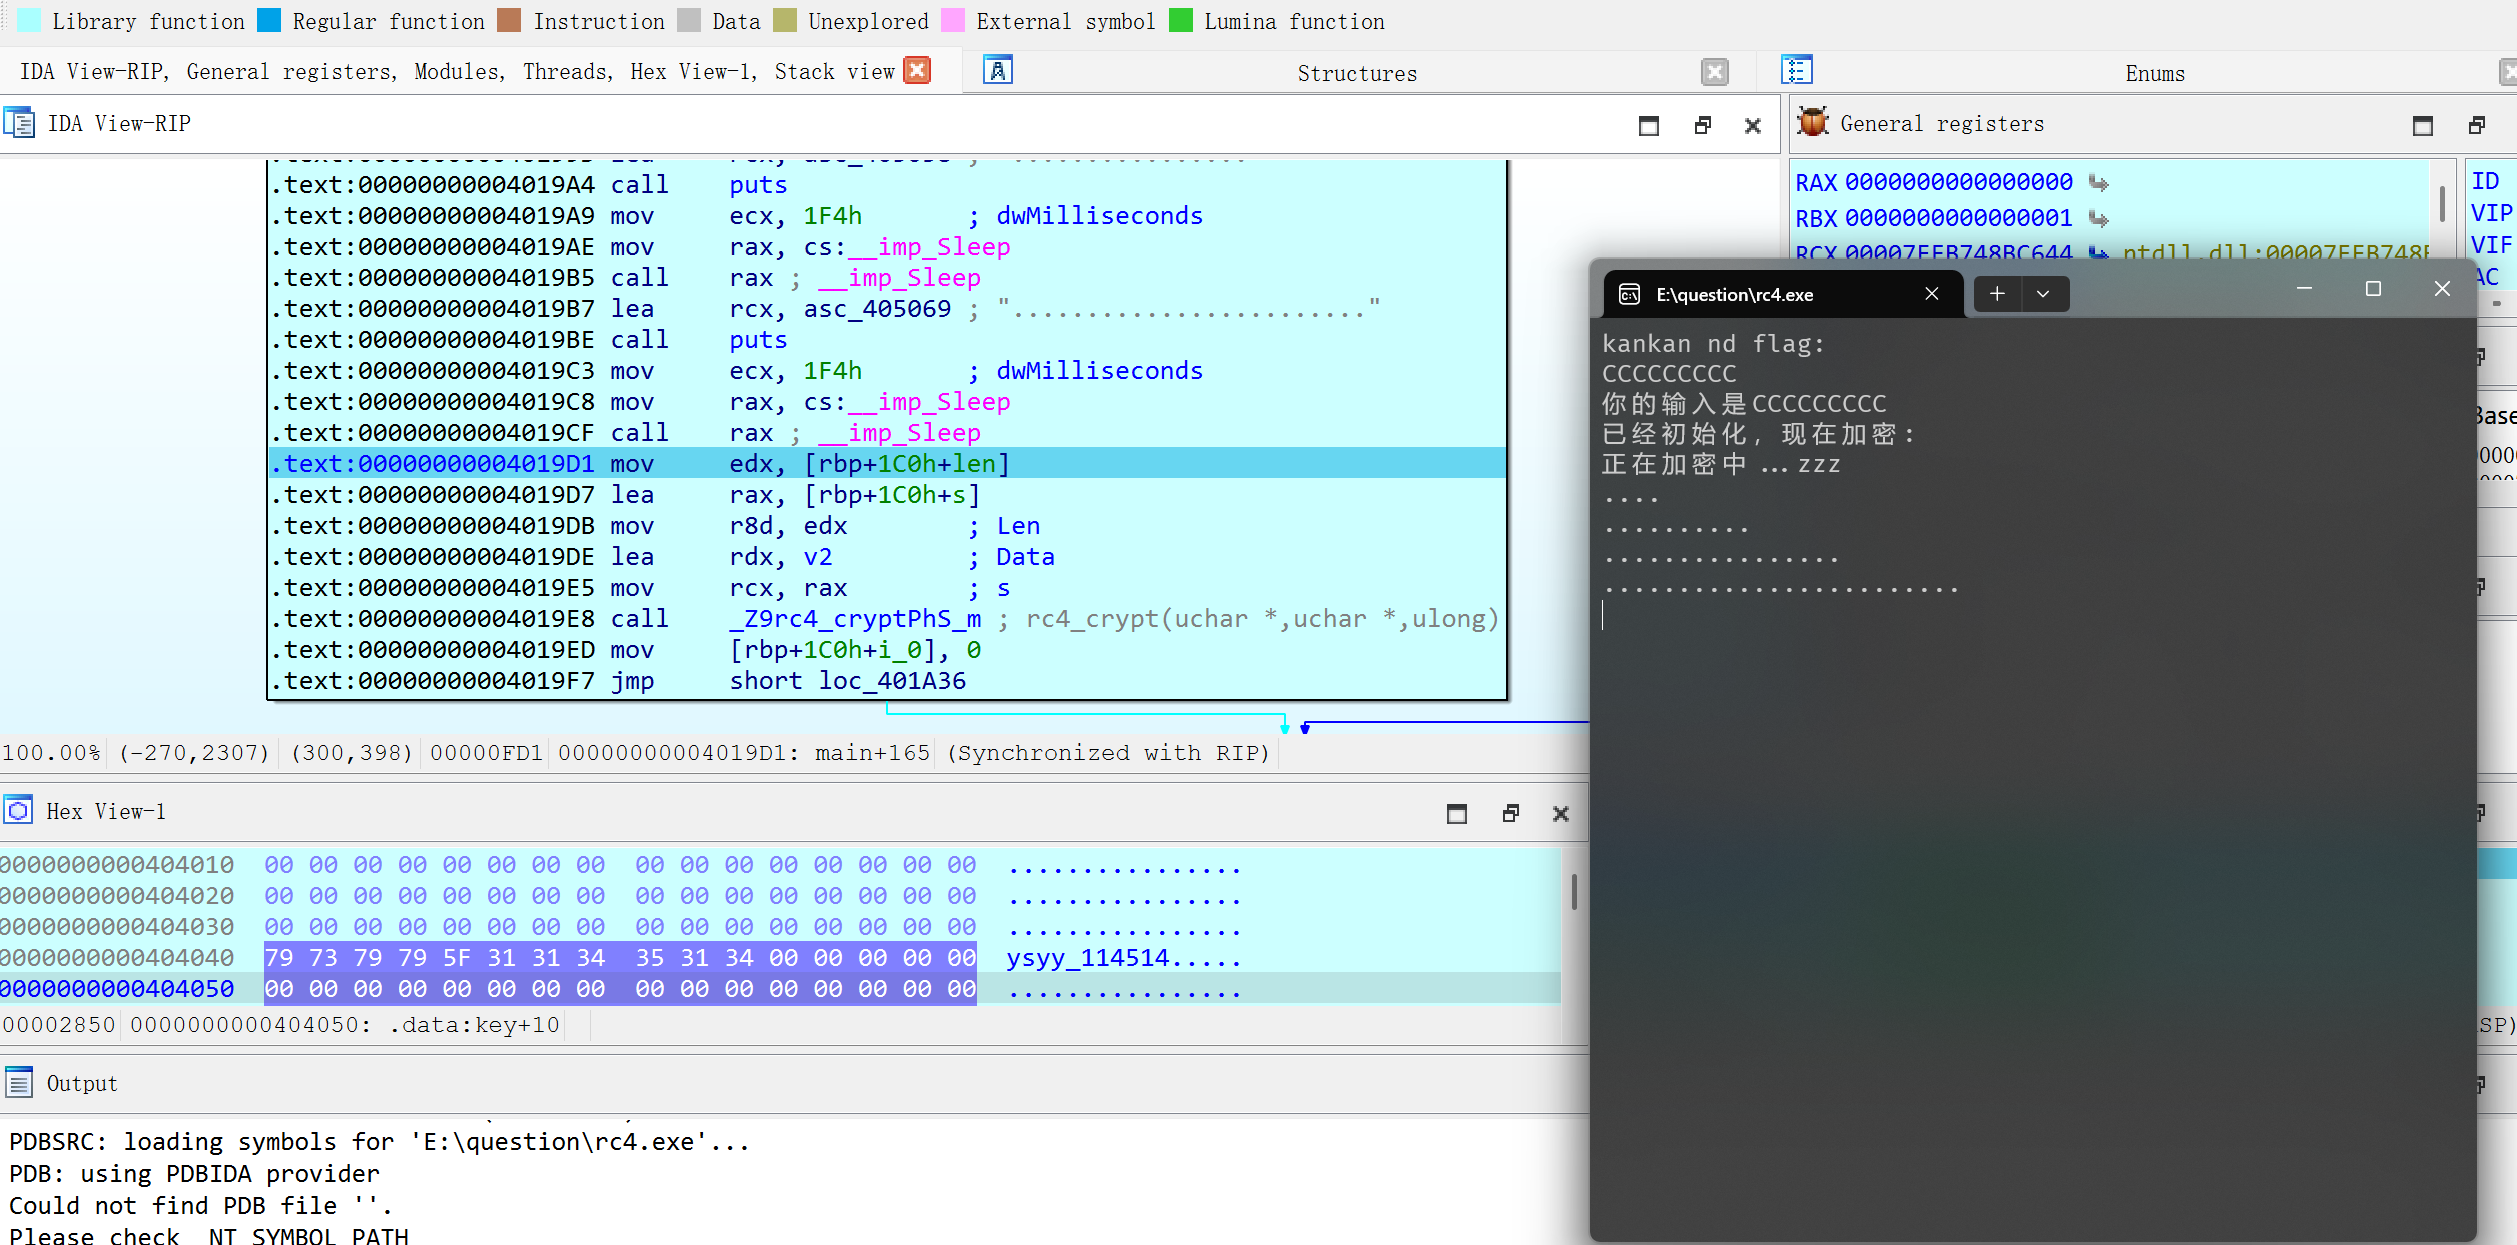 Library function Regular function Instruction Data Unexplored External symbol Lumina function
IDA View-RIP, General registers, Modules, Threads, Hex View-1, Stack view
Structures
Enums
IDA View-RIP
General registers
.text:00000000004019A4 call puts
.text:00000000004019A9 mov ecx, 1F4h ; dwMilliseconds
.text:00000000004019AE mov rax, cs:__imp_Sleep
.text:00000000004019B5 call rax ; __imp_Sleep
.text:00000000004019B7 lea rcx, asc_405069 ; "........................"
.text:00000000004019BE call puts
.text:00000000004019C3 mov ecx, 1F4h ; dwMilliseconds
.text:00000000004019C8 mov rax, cs:__imp_Sleep
.text:00000000004019CF call rax ; __imp_Sleep
.text:00000000004019D1 mov edx, [rbp+1C0h+len]
.text:00000000004019D7 lea rax, [rbp+1C0h+s]
.text:00000000004019DB mov r8d, edx ; Len
.text:00000000004019DE lea rdx, v2 ; Data
.text:00000000004019E5 mov rcx, rax ; s
.text:00000000004019E8 call _Z9rc4_cryptPhS_m ; rc4_crypt(uchar *,uchar *,ulong)
.text:00000000004019ED mov [rbp+1C0h+i_0], 0
.text:00000000004019F7 jmp short loc_401A36
100.00% (-270,2307) (300,398) 00000FD1 00000000004019D1: main+165 (Synchronized with RIP)
RAX 0000000000000000
RBX 0000000000000001
RCX 00007FFB748BC644 ntdll.dll:00007FFB748
ID
VIP
VIF
AC
E:\question\rc4.exe
kankan nd flag:
CCCCCCCCC
你的输入是CCCCCCCCC
已经初始化，现在加密：
正在加密中...zzz
....
..........
................
........................
Hex View-1
0000000000404010 00 00 00 00 00 00 00 00 00 00 00 00 00 00 00 00 ................
0000000000404020 00 00 00 00 00 00 00 00 00 00 00 00 00 00 00 00 ................
0000000000404030 00 00 00 00 00 00 00 00 00 00 00 00 00 00 00 00 ................
0000000000404040 79 73 79 79 5F 31 31 34 35 31 34 00 00 00 00 00 ysyy_114514.....
0000000000404050 00 00 00 00 00 00 00 00 00 00 00 00 00 00 00 00 ................
00002850 0000000000404050: .data:key+10
Output
PDBSRC: loading symbols for 'E:\question\rc4.exe'...
PDB: using PDBIDA provider
Could not find PDB file ''.
Please check _NT_SYMBOL_PATH